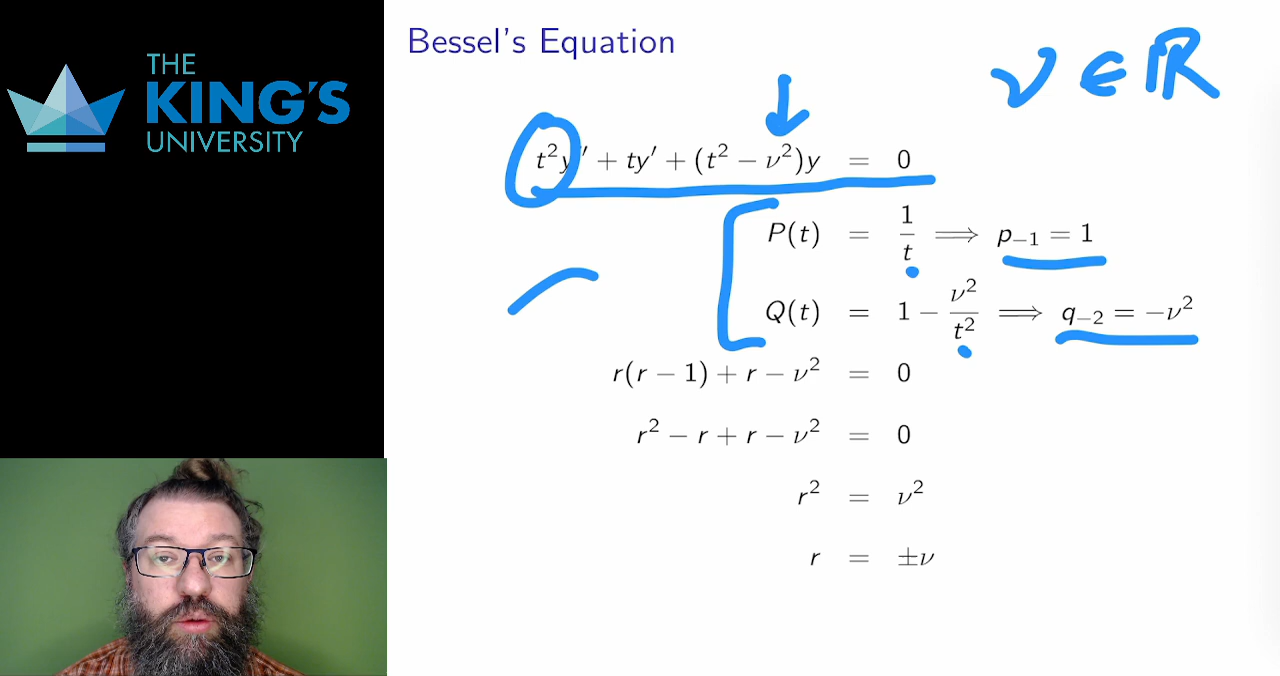 THE
KING'S
UNIVERSITY
Bessel's Equation
ν ∈ ℝ
t²y″ + ty′ + (t² − ν²)y = 0
P(t) = 1/t ⟹ p₋₁ = 1
Q(t) = 1 − ν²/t² ⟹ q₋₂ = −ν²
r(r − 1) + r − ν² = 0
r² − r + r − ν² = 0
r² = ν²
r = ±ν